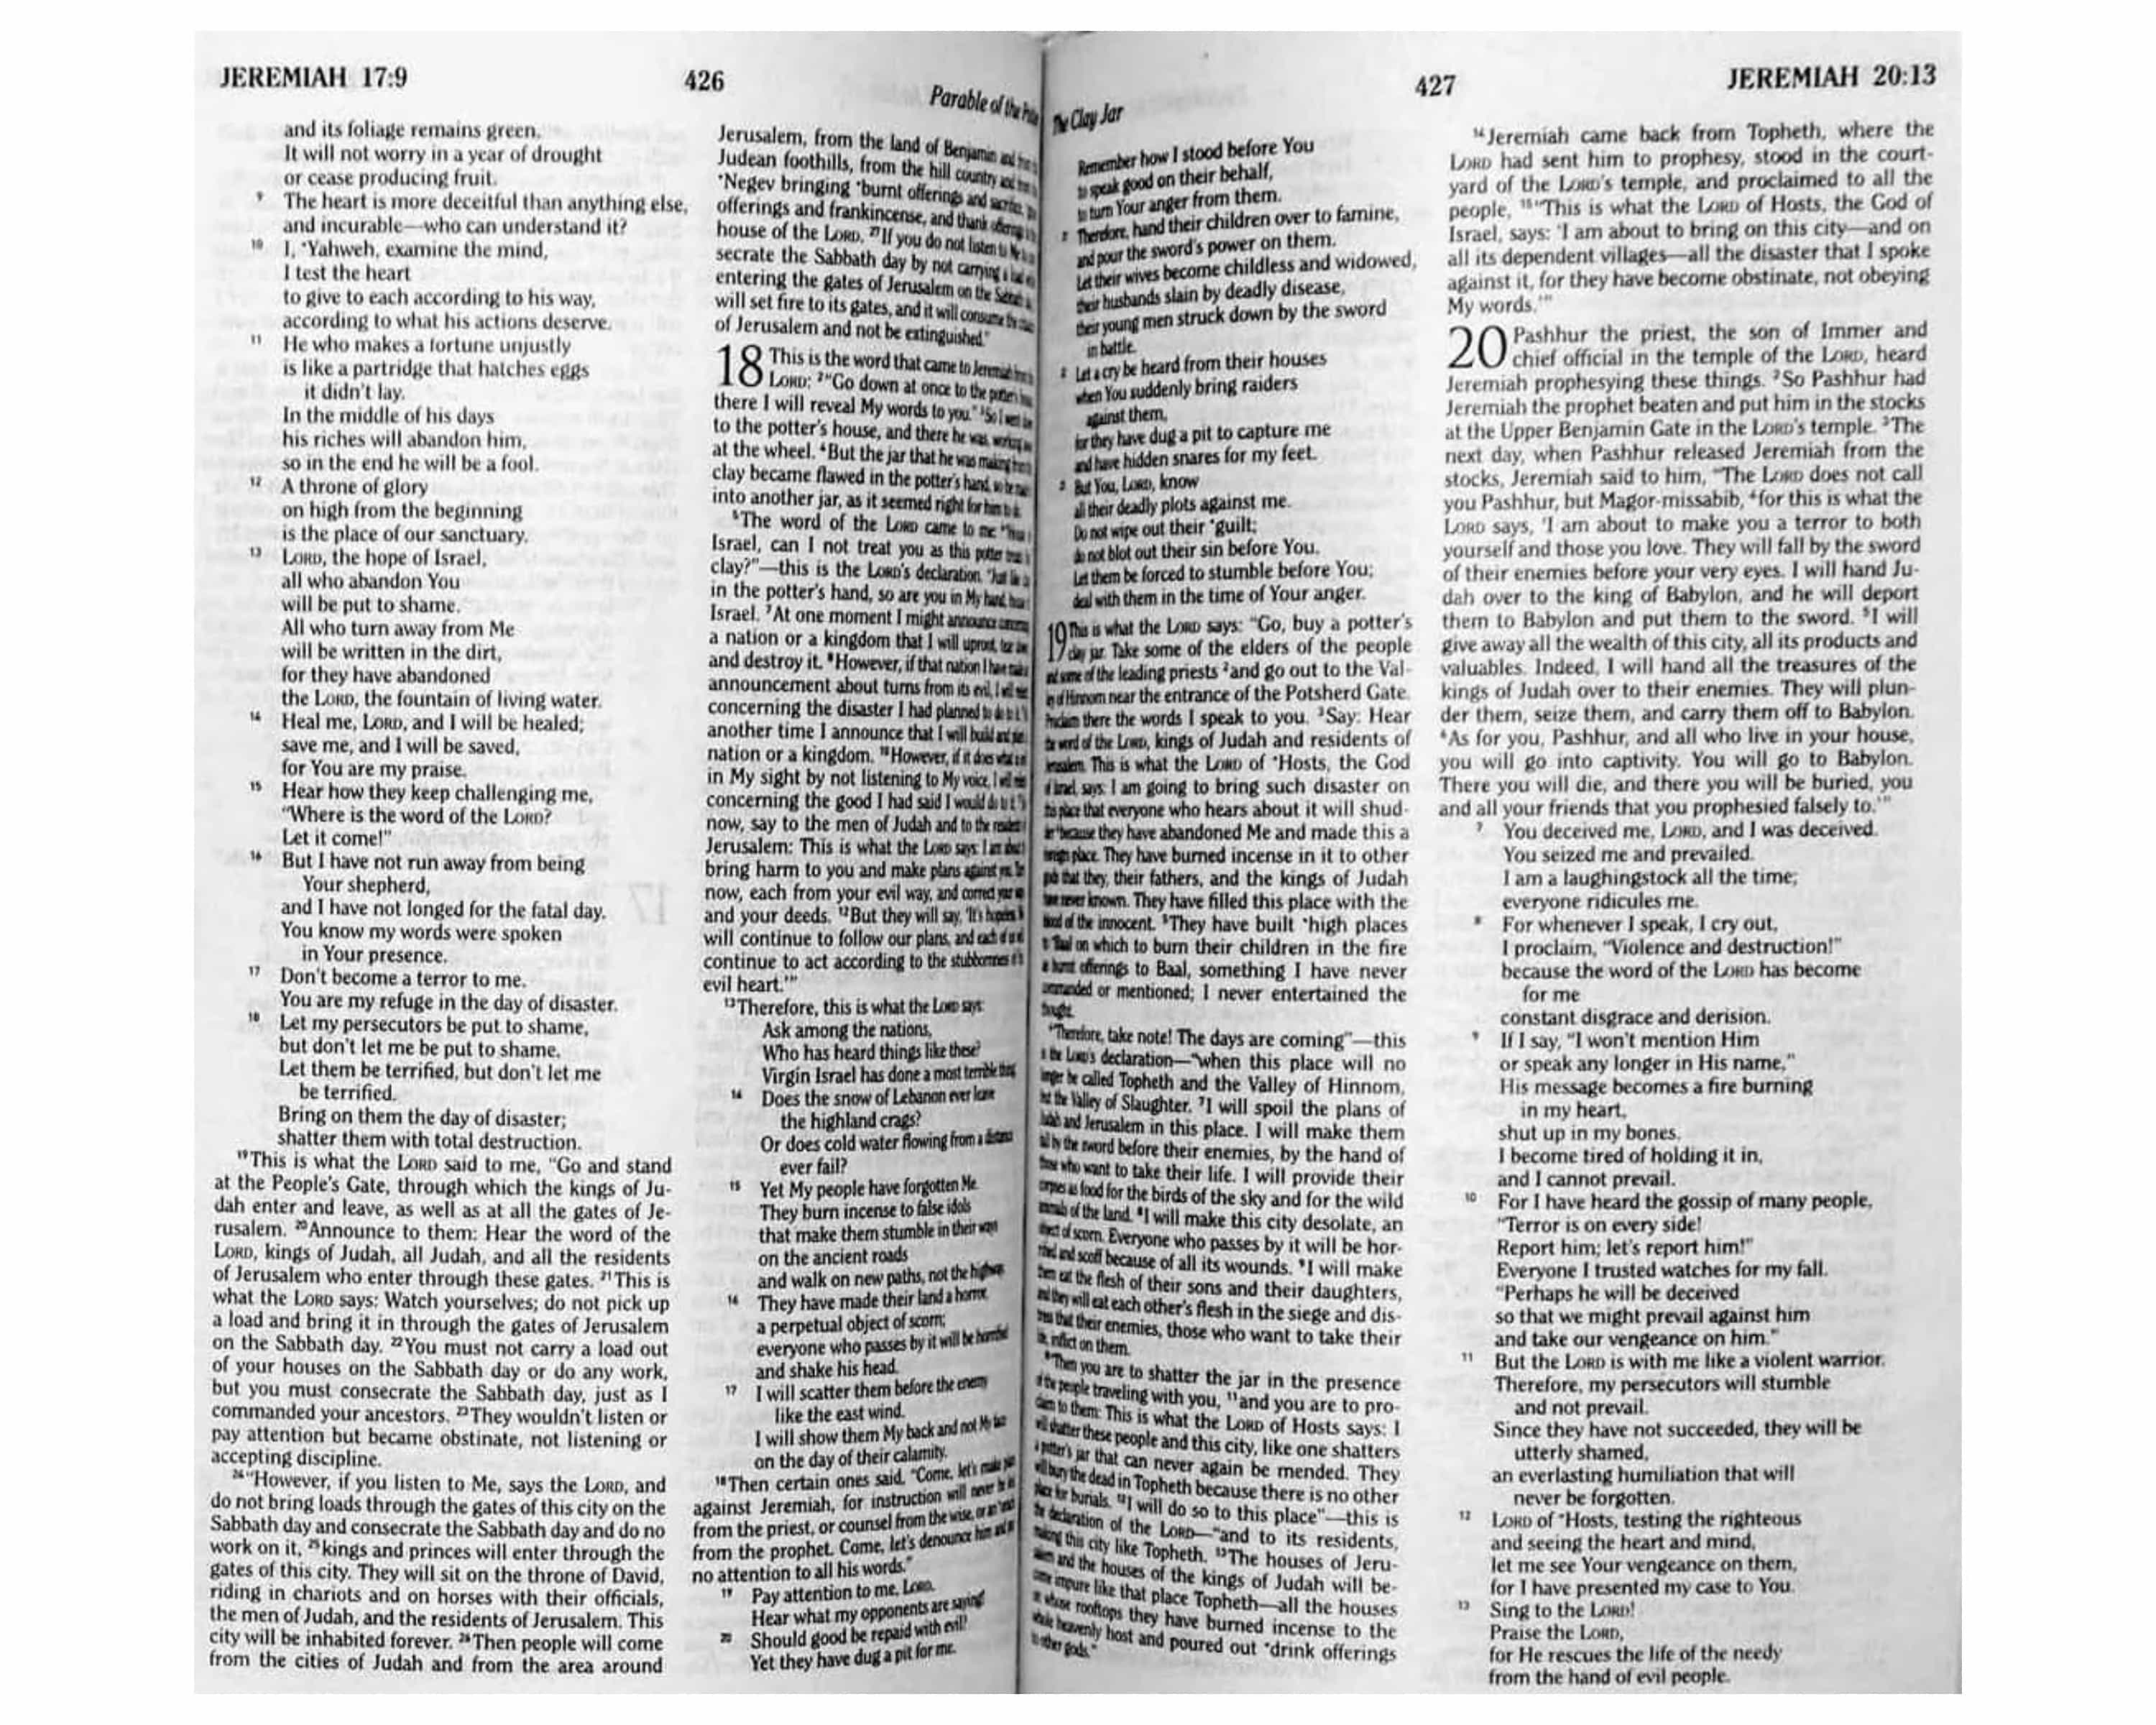 JEREMIAH 17:9
426
Parable of the
and its foliage remains green.
It will not worry in a year of drought
or cease producing fruit.
9 The heart is more deceitful than anything else,
and incurable—who can understand it?
10 I, •Yahweh, examine the mind,
I test the heart
to give to each according to his way,
according to what his actions deserve.
11 He who makes a fortune unjustly
is like a partridge that hatches eggs
it didn't lay.
In the middle of his days
his riches will abandon him,
so in the end he will be a fool.
12 A throne of glory
on high from the beginning
is the place of our sanctuary.
13 LORD, the hope of Israel,
all who abandon You
will be put to shame.
All who turn away from Me
will be written in the dirt,
for they have abandoned
the LORD, the fountain of living water.
14 Heal me, LORD, and I will be healed;
save me, and I will be saved,
for You are my praise.
15 Hear how they keep challenging me,
"Where is the word of the LORD?
Let it come!"
16 But I have not run away from being
Your shepherd,
and I have not longed for the fatal day.
You know my words were spoken
in Your presence.
17 Don't become a terror to me.
You are my refuge in the day of disaster.
18 Let my persecutors be put to shame,
but don't let me be put to shame.
Let them be terrified, but don't let me
be terrified.
Bring on them the day of disaster;
shatter them with total destruction.
19This is what the LORD said to me, "Go and stand
at the People's Gate, through which the kings of Ju-
dah enter and leave, as well as at all the gates of Je-
rusalem. 20Announce to them: Hear the word of the
LORD, kings of Judah, all Judah, and all the residents
of Jerusalem who enter through these gates. 21This is
what the LORD says: Watch yourselves; do not pick up
a load and bring it in through the gates of Jerusalem
on the Sabbath day. 22You must not carry a load out
of your houses on the Sabbath day or do any work,
but you must consecrate the Sabbath day, just as I
commanded your ancestors. 23They wouldn't listen or
pay attention but became obstinate, not listening or
accepting discipline.
24"However, if you listen to Me, says the LORD, and
do not bring loads through the gates of this city on the
Sabbath day and consecrate the Sabbath day and do no
work on it, 25kings and princes will enter through the
gates of this city. They will sit on the throne of David,
riding in chariots and on horses with their officials,
the men of Judah, and the residents of Jerusalem. This
city will be inhabited forever. 26Then people will come
from the cities of Judah and from the area around
Jerusalem, from the land of Benjamin and
Judean foothills, from the hill country and
•Negev bringing •burnt offerings and
offerings and frankincense, and thank
house of the LORD. 27If you do not listen to
secrate the Sabbath day by not carrying a
entering the gates of Jerusalem on the
will set fire to its gates, and it will consume
of Jerusalem and not be extinguished."
18 This is the word that came to Jeremiah
LORD: 2"Go down at once to the potter's
there I will reveal My words to you." 3So I went
to the potter's house, and there he was, working
at the wheel. 4But the jar that he was making
clay became flawed in the potter's hand, so he
into another jar, as it seemed right for him to
5The word of the LORD came to me:
Israel, can I not treat you as this potter
clay?"—this is the LORD's declaration. "Just like
in the potter's hand, so are you in My hand,
Israel. 7At one moment I might announce
a nation or a kingdom that I will uproot,
and destroy it. 8However, if that nation I have
announcement about turns from its evil, I will
concerning the disaster I had planned to do
another time I announce that I will build and
nation or a kingdom. 10However, if it does what
in My sight by not listening to My voice, I will
concerning the good I had said I would do to it.
now, say to the men of Judah and to the residents
Jerusalem: This is what the LORD says: I am about
bring harm to you and make plans against you.
now, each from your evil way, and correct your
and your deeds. 12But they will say, 'It's hopeless.
will continue to follow our plans, and each of us will
continue to act according to the stubbornness of
evil heart.'"
13Therefore, this is what the LORD says:
Ask among the nations,
Who has heard things like these?
Virgin Israel has done a most terrible thing.
14 Does the snow of Lebanon ever leave
the highland crags?
Or does cold water flowing from a distance
ever fail?
15 Yet My people have forgotten Me.
They burn incense to false idols
that make them stumble in their ways
on the ancient roads
and walk on new paths, not the highway.
16 They have made their land a horror,
a perpetual object of scorn;
everyone who passes by it will be horrified
and shake his head.
17 I will scatter them before the enemy
like the east wind.
I will show them My back and not My face
on the day of their calamity.
18Then certain ones said, "Come, let's make plans
against Jeremiah, for instruction will never be
from the priest, or counsel from the wise, or
from the prophet. Come, let's denounce him and
no attention to all his words."
19 Pay attention to me, LORD.
Hear what my opponents are saying!
20 Should good be repaid with evil?
Yet they have dug a pit for me.
The Clay Jar
427
JEREMIAH 20:13
Remember how I stood before You
to speak good on their behalf,
to turn Your anger from them.
Therefore, hand their children over to famine,
and pour the sword's power on them.
Let their wives become childless and widowed,
their husbands slain by deadly disease,
their young men struck down by the sword
in battle.
Let a cry be heard from their houses
when You suddenly bring raiders
against them,
for they have dug a pit to capture me
and have hidden snares for my feet.
But You, LORD, know
all their deadly plots against me.
Do not wipe out their •guilt;
do not blot out their sin before You.
Let them be forced to stumble before You;
deal with them in the time of Your anger.
19 This is what the LORD says: "Go, buy a potter's
clay jar. Take some of the elders of the people
and some of the leading priests 2and go out to the Val-
of Hinnom near the entrance of the Potsherd Gate.
Proclaim there the words I speak to you. 3Say: Hear
the word of the LORD, kings of Judah and residents of
Jerusalem. This is what the LORD of •Hosts, the God
of Israel, says: I am going to bring such disaster on
this place that everyone who hears about it will shud-
because they have abandoned Me and made this a
place. They have burned incense in it to other
that they, their fathers, and the kings of Judah
have never known. They have filled this place with the
blood of the innocent. 5They have built •high places
to Baal on which to burn their children in the fire
as burnt offerings to Baal, something I have never
commanded or mentioned; I never entertained the
thought.
"Therefore, take note! The days are coming"—this
is the LORD's declaration—"when this place will no
longer be called Topheth and the Valley of Hinnom,
but the Valley of Slaughter. 7I will spoil the plans of
Judah and Jerusalem in this place. I will make them
fall by the sword before their enemies, by the hand of
those who want to take their life. I will provide their
corpses as food for the birds of the sky and for the wild
animals of the land. 8I will make this city desolate, an
object of scorn. Everyone who passes by it will be hor-
rified and scoff because of all its wounds. 9I will make
them eat the flesh of their sons and their daughters,
and they will eat each other's flesh in the siege and dis-
tress that their enemies, those who want to take their
life, inflict on them.
"Then you are to shatter the jar in the presence
of the people traveling with you, 11and you are to pro-
claim to them: This is what the LORD of Hosts says: I
will shatter these people and this city, like one shatters
a potter's jar that can never again be mended. They
will bury the dead in Topheth because there is no other
place for burials. 12I will do so to this place"—this is
the declaration of the LORD—"and to its residents,
making this city like Topheth. 13The houses of Jeru-
salem and the houses of the kings of Judah will be-
come impure like that place Topheth—all the houses
on whose rooftops they have burned incense to the
whole heavenly host and poured out •drink offerings
to other gods."
14Jeremiah came back from Topheth, where the
LORD had sent him to prophesy, stood in the court-
yard of the LORD's temple, and proclaimed to all the
people, 15"This is what the LORD of Hosts, the God of
Israel, says: 'I am about to bring on this city—and on
all its dependent villages—all the disaster that I spoke
against it, for they have become obstinate, not obeying
My words.'"
20 Pashhur the priest, the son of Immer and
chief official in the temple of the LORD, heard
Jeremiah prophesying these things. 2So Pashhur had
Jeremiah the prophet beaten and put him in the stocks
at the Upper Benjamin Gate in the LORD's temple. 3The
next day, when Pashhur released Jeremiah from the
stocks, Jeremiah said to him, "The LORD does not call
you Pashhur, but Magor-missabib, 4for this is what the
LORD says, 'I am about to make you a terror to both
yourself and those you love. They will fall by the sword
of their enemies before your very eyes. I will hand Ju-
dah over to the king of Babylon, and he will deport
them to Babylon and put them to the sword. 5I will
give away all the wealth of this city, all its products and
valuables. Indeed, I will hand all the treasures of the
kings of Judah over to their enemies. They will plun-
der them, seize them, and carry them off to Babylon.
6As for you, Pashhur, and all who live in your house,
you will go into captivity. You will go to Babylon.
There you will die, and there you will be buried, you
and all your friends that you prophesied falsely to.'"
7 You deceived me, LORD, and I was deceived.
You seized me and prevailed.
I am a laughingstock all the time;
everyone ridicules me.
8 For whenever I speak, I cry out,
I proclaim, "Violence and destruction!"
because the word of the LORD has become
for me
constant disgrace and derision.
9 If I say, "I won't mention Him
or speak any longer in His name,"
His message becomes a fire burning
in my heart,
shut up in my bones.
I become tired of holding it in,
and I cannot prevail.
10 For I have heard the gossip of many people,
"Terror is on every side!
Report him; let's report him!"
Everyone I trusted watches for my fall.
"Perhaps he will be deceived
so that we might prevail against him
and take our vengeance on him."
11 But the LORD is with me like a violent warrior.
Therefore, my persecutors will stumble
and not prevail.
Since they have not succeeded, they will be
utterly shamed,
an everlasting humiliation that will
never be forgotten.
12 LORD of •Hosts, testing the righteous
and seeing the heart and mind,
let me see Your vengeance on them,
for I have presented my case to You.
13 Sing to the LORD!
Praise the LORD,
for He rescues the life of the needy
from the hand of evil people.